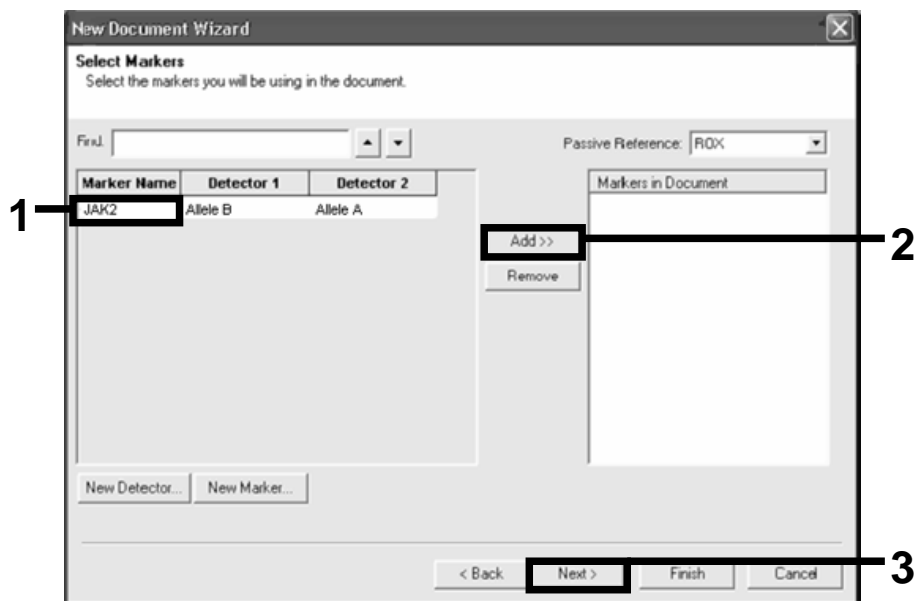 New Document Wizard
Select Markers
Select the markers you will be using in the document.
Find:
Passive Reference: ROX
Marker Name Detector 1 Detector 2
Markers in Document
1
JAK2 Allele B Allele A
Add >>
2
Remove
New Detector... New Marker...
< Back Next > Finish Cancel
3